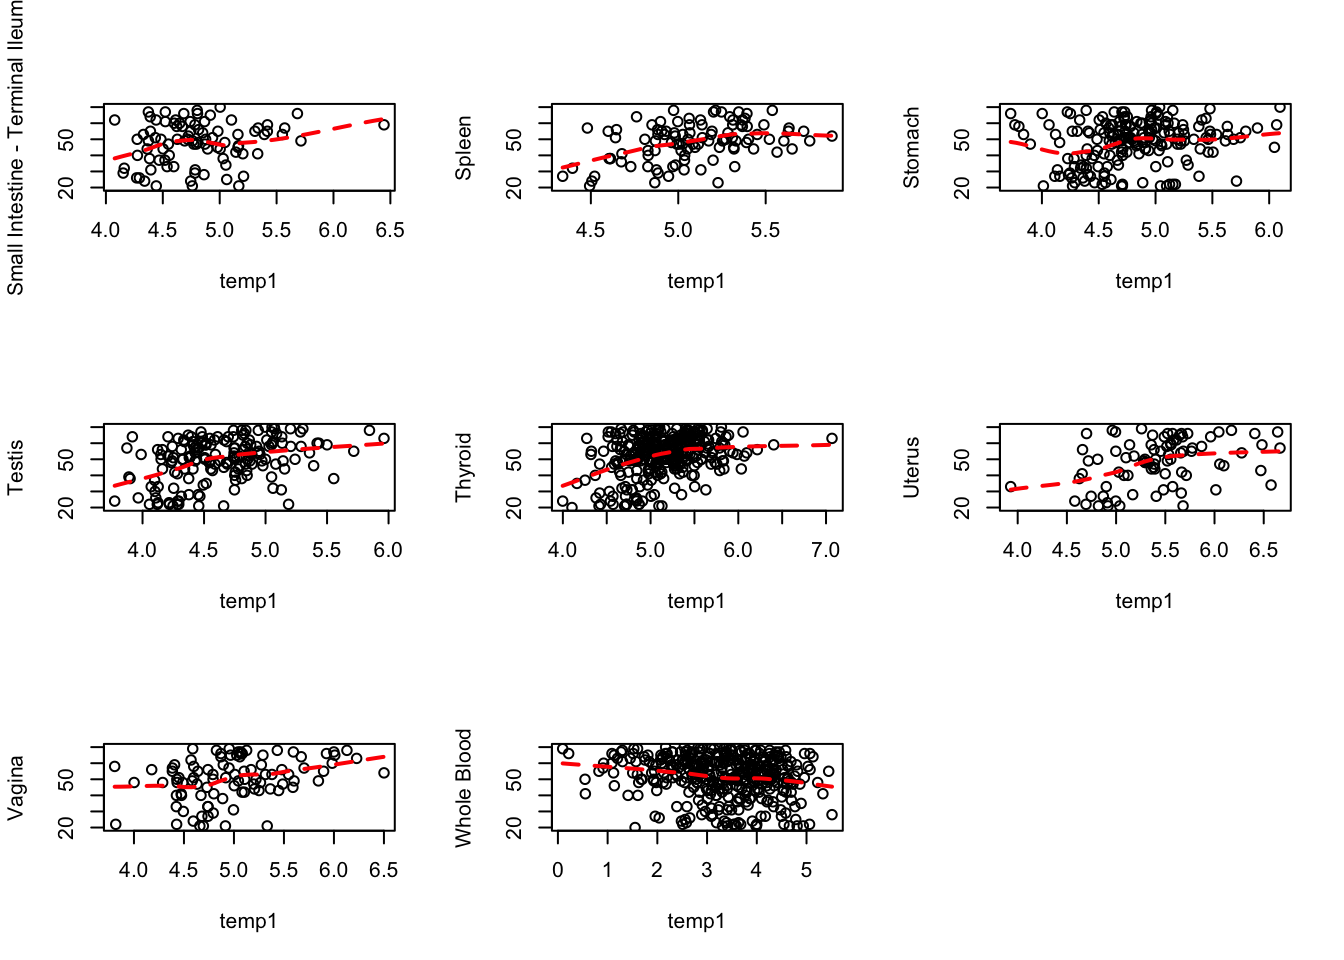 Small Intestine - Terminal Ileum
20 50
4.0 4.5 5.0 5.5 6.0 6.5
temp1
Spleen
20 50
4.5 5.0 5.5
temp1
Stomach
20 50
4.0 4.5 5.0 5.5 6.0
temp1
Testis
20 50
4.0 4.5 5.0 5.5 6.0
temp1
Thyroid
20 50
4.0 5.0 6.0 7.0
temp1
Uterus
20 50
4.0 4.5 5.0 5.5 6.0 6.5
temp1
Vagina
20 50
4.0 4.5 5.0 5.5 6.0 6.5
temp1
Whole Blood
20 50
0 1 2 3 4 5
temp1